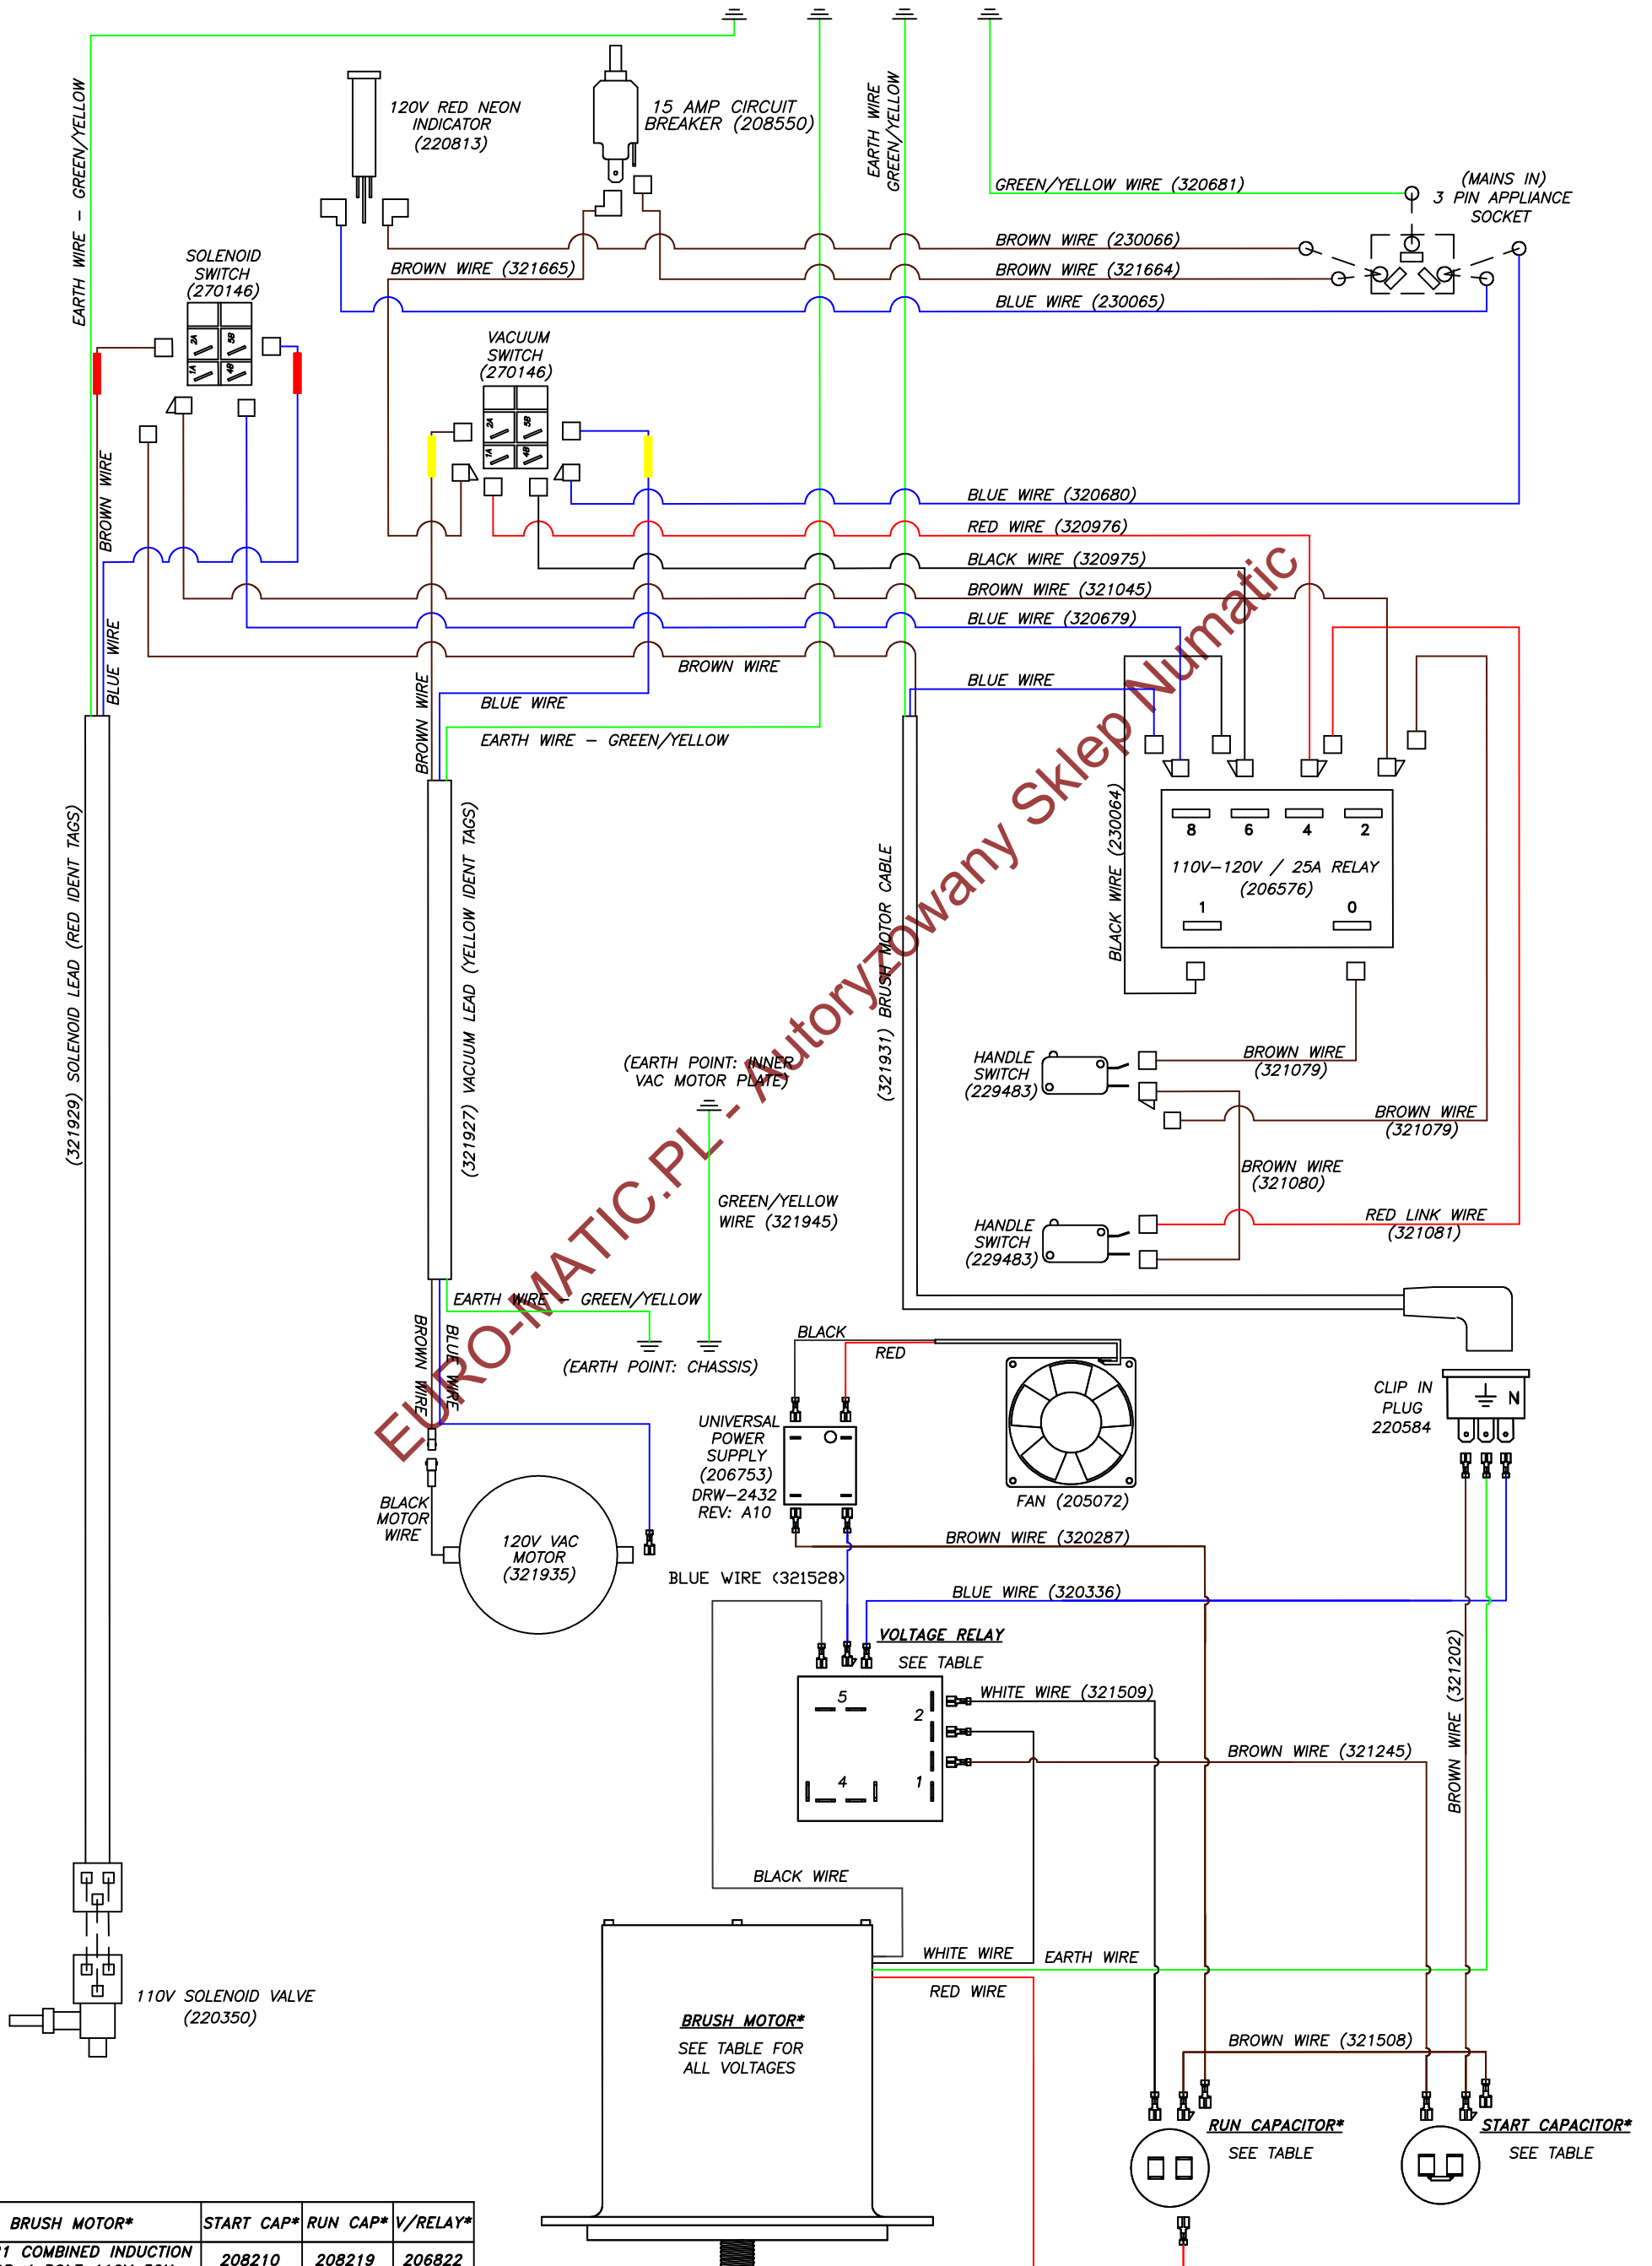 120V RED NEON
INDICATOR
(220813)
15 AMP CIRCUIT
BREAKER (208550)
EARTH WIRE
GREEN/YELLOW
EARTH WIRE – GREEN/YELLOW
GREEN/YELLOW WIRE (320681)
(MAINS IN)
3 PIN APPLIANCE
SOCKET
BROWN WIRE (230066)
BROWN WIRE (321665)
BROWN WIRE (321664)
BLUE WIRE (230065)
SOLENOID
SWITCH
(270146)
2A
5B
1A
4B
VACUUM
SWITCH
(270146)
2A
5B
1A
4B
BROWN WIRE
BLUE WIRE
BLUE WIRE (320680)
RED WIRE (320976)
BLACK WIRE (320975)
BROWN WIRE (321045)
BLUE WIRE (320679)
BROWN WIRE
BLUE WIRE
BROWN WIRE
BLUE WIRE
EARTH WIRE – GREEN/YELLOW
(321929) SOLENOID LEAD (RED IDENT TAGS)
(321927) VACUUM LEAD (YELLOW IDENT TAGS)
(321931) BRUSH MOTOR CABLE
BLACK WIRE (230064)
8 6 4 2
110V–120V / 25A RELAY
(206576)
1 0
EURO-MATIC.PL - Autoryzowany Sklep Numatic
(EARTH POINT: INNER
VAC MOTOR PLATE)
HANDLE
SWITCH
(229483)
BROWN WIRE
(321079)
BROWN WIRE
(321079)
BROWN WIRE
(321080)
GREEN/YELLOW
WIRE (321945)
HANDLE
SWITCH
(229483)
RED LINK WIRE
(321081)
EARTH WIRE – GREEN/YELLOW
BROWN WIRE
BLUE WIRE
(EARTH POINT: CHASSIS)
BLACK
RED
CLIP IN
PLUG
220584
N
UNIVERSAL
POWER
SUPPLY
(206753)
DRW–2432
REV: A10
FAN (205072)
BLACK
MOTOR
WIRE
120V VAC
MOTOR
(321935)
BROWN WIRE (320287)
BLUE WIRE (321528)
BLUE WIRE (320336)
VOLTAGE RELAY
SEE TABLE
5
2
4
1
WHITE WIRE (321509)
BROWN WIRE (321245)
BROWN WIRE (321202)
BLACK WIRE
WHITE WIRE
EARTH WIRE
RED WIRE
110V SOLENOID VALVE
(220350)
BRUSH MOTOR*
SEE TABLE FOR
ALL VOLTAGES
BROWN WIRE (321508)
RUN CAPACITOR*
SEE TABLE
START CAPACITOR*
SEE TABLE
BRUSH MOTOR* START CAP* RUN CAP* V/RELAY*
1 COMBINED INDUCTION
208210 208219 206822